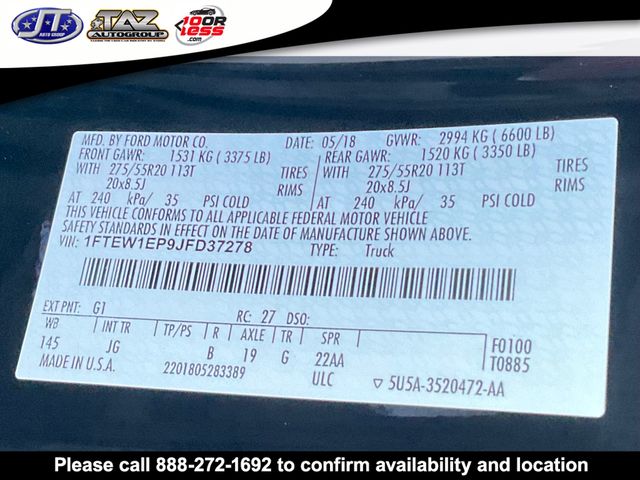 JT
AUTO GROUP
TAZ
AUTOGROUP
10 OR
less.com
MFD. BY FORD MOTOR CO. DATE: 05/18 GVWR: 2994 KG ( 6600 LB)
FRONT GAWR: 1531 KG ( 3375 LB) REAR GAWR: 1520 KG ( 3350 LB)
WITH 275/55R20 113T TIRES WITH 275/55R20 113T TIRES
20x8.5J RIMS 20x8.5J RIMS
AT 240 kPa/ 35 PSI COLD AT 240 kPa/ 35 PSI COLD
THIS VEHICLE CONFORMS TO ALL APPLICABLE FEDERAL MOTOR VEHICLE
SAFETY STANDARDS IN EFFECT ON THE DATE OF MANUFACTURE SHOWN ABOVE.
VIN: 1FTEW1EP9JFD37278 TYPE: Truck
EXT PNT: G1 RC: 27 DSO:
WB INT TR TP/PS R AXLE TR SPR F0100
145 JG B 19 G 22AA T0885
MADE IN U.S.A. 2201805283389 ULC 5U5A-3520472-AA
Please call 888-272-1692 to confirm availability and location